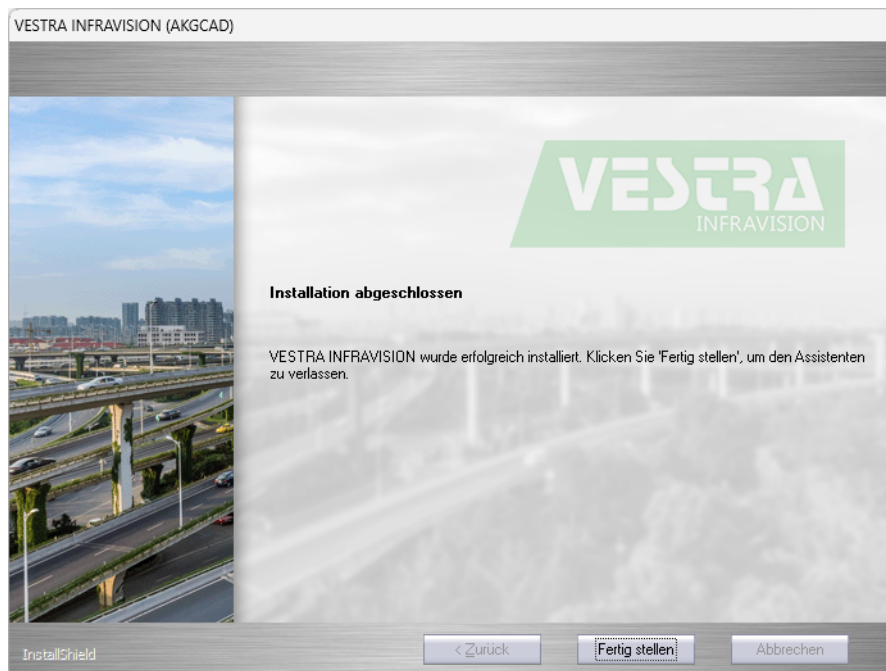 VESTRA INFRAVISION (AKGCAD)
VESTRA
INFRAVISION
Installation abgeschlossen
VESTRA INFRAVISION wurde erfolgreich installiert. Klicken Sie 'Fertig stellen', um den Assistenten
zu verlassen.
InstallShield
< Zurück
Fertig stellen
Abbrechen